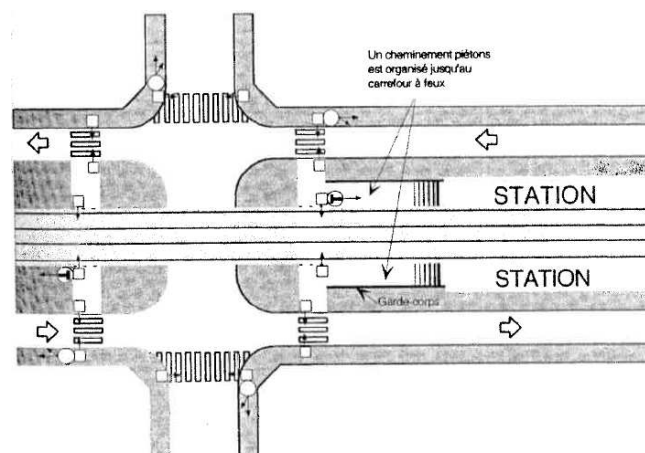 Un cheminement piétons
est organisé jusqu'au
carrefour à feux
STATION
STATION
Garde-corps